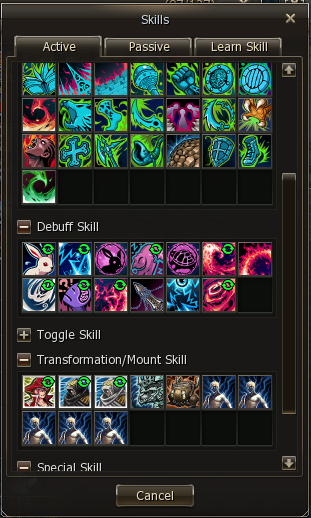 Skills
Active
Passive
Learn Skill
Debuff Skill
Toggle Skill
Transformation/Mount Skill
Special Skill
Cancel